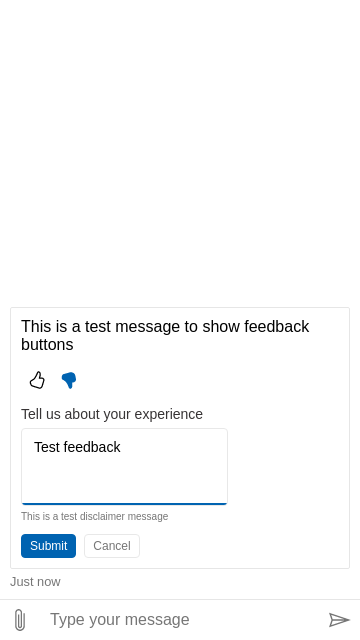 This is a test message to show feedback
buttons
Tell us about your experience
Test feedback
This is a test disclaimer message
Submit Cancel
Just now
Type your message